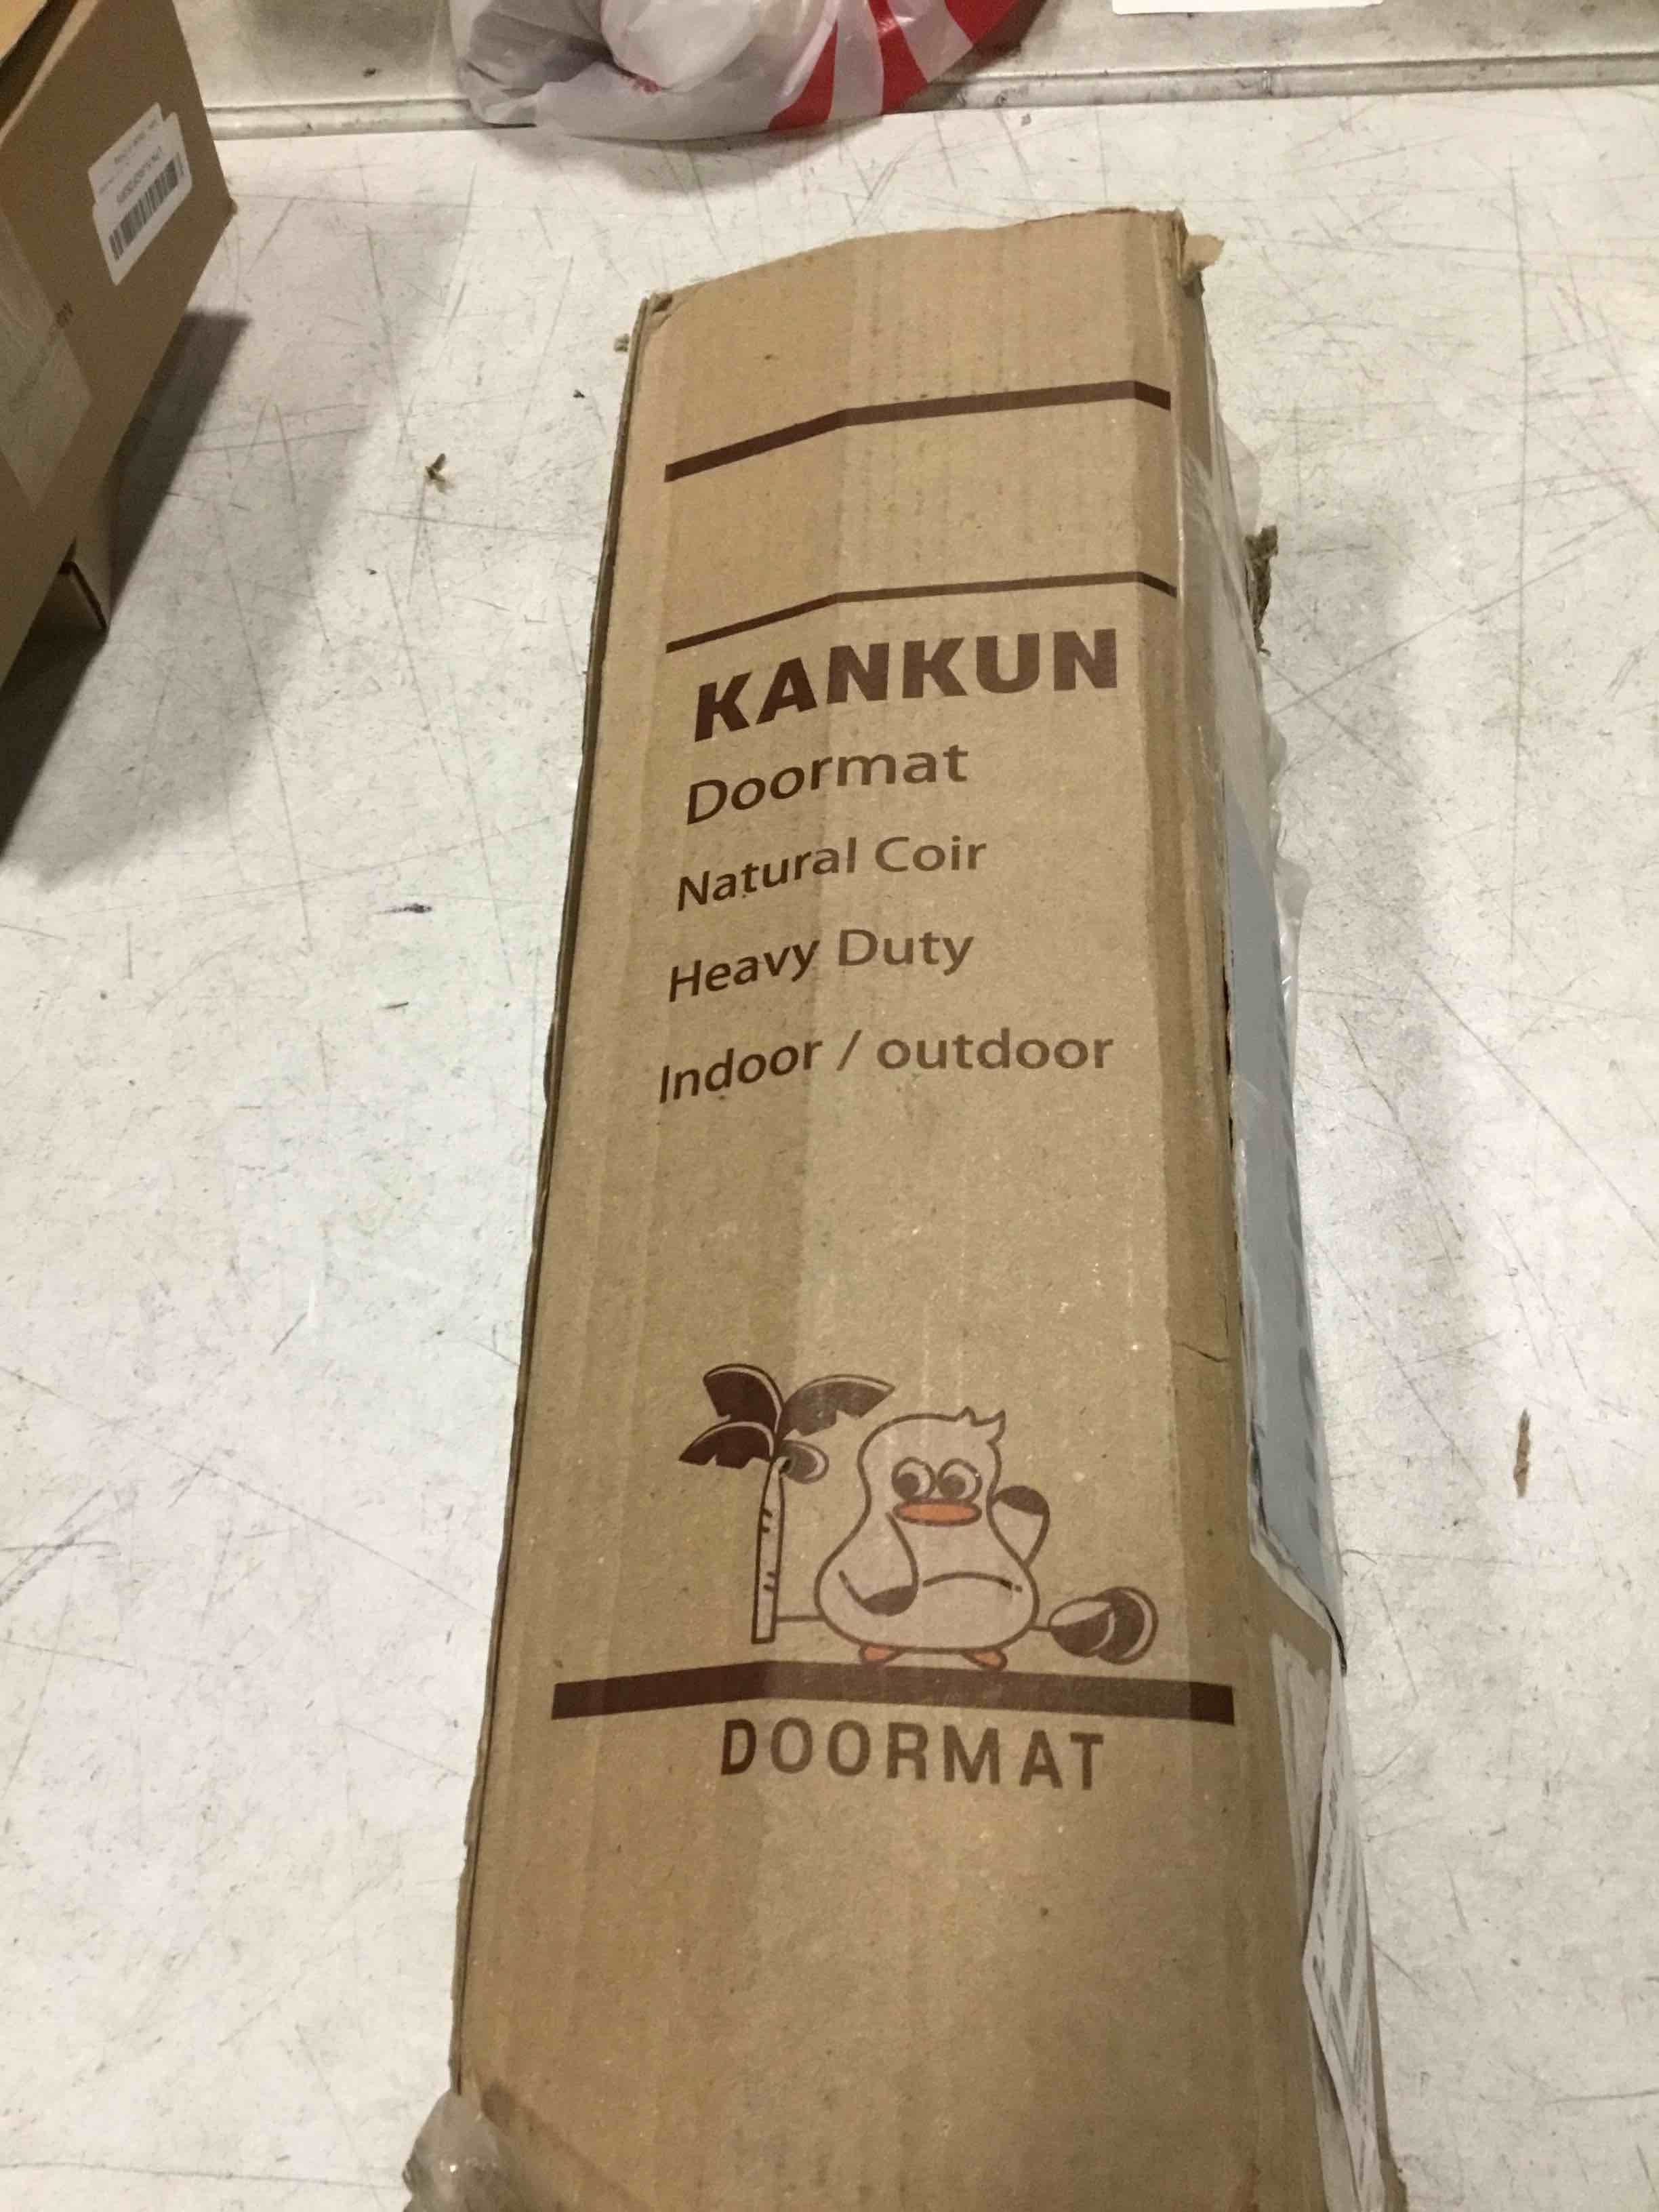 KANKUN
Doormat
Natural Coir
Heavy Duty
Indoor / outdoor
DOORMAT